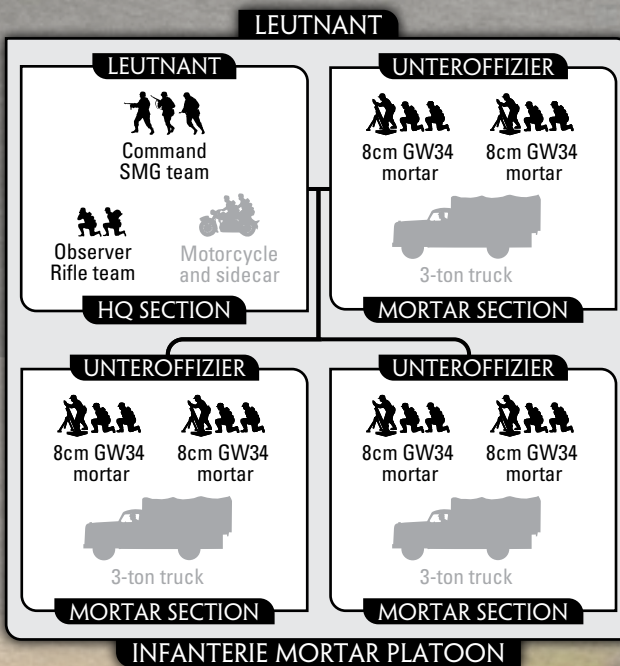 LEUTNANT
LEUTNANT
Command
SMG team
Observer
Rifle team
Motorcycle
and sidecar
HQ SECTION
UNTEROFFIZIER
8cm GW34
mortar
8cm GW34
mortar
3-ton truck
MORTAR SECTION
UNTEROFFIZIER
8cm GW34
mortar
8cm GW34
mortar
3-ton truck
MORTAR SECTION
UNTEROFFIZIER
8cm GW34
mortar
8cm GW34
mortar
3-ton truck
MORTAR SECTION
INFANTERIE MORTAR PLATOON